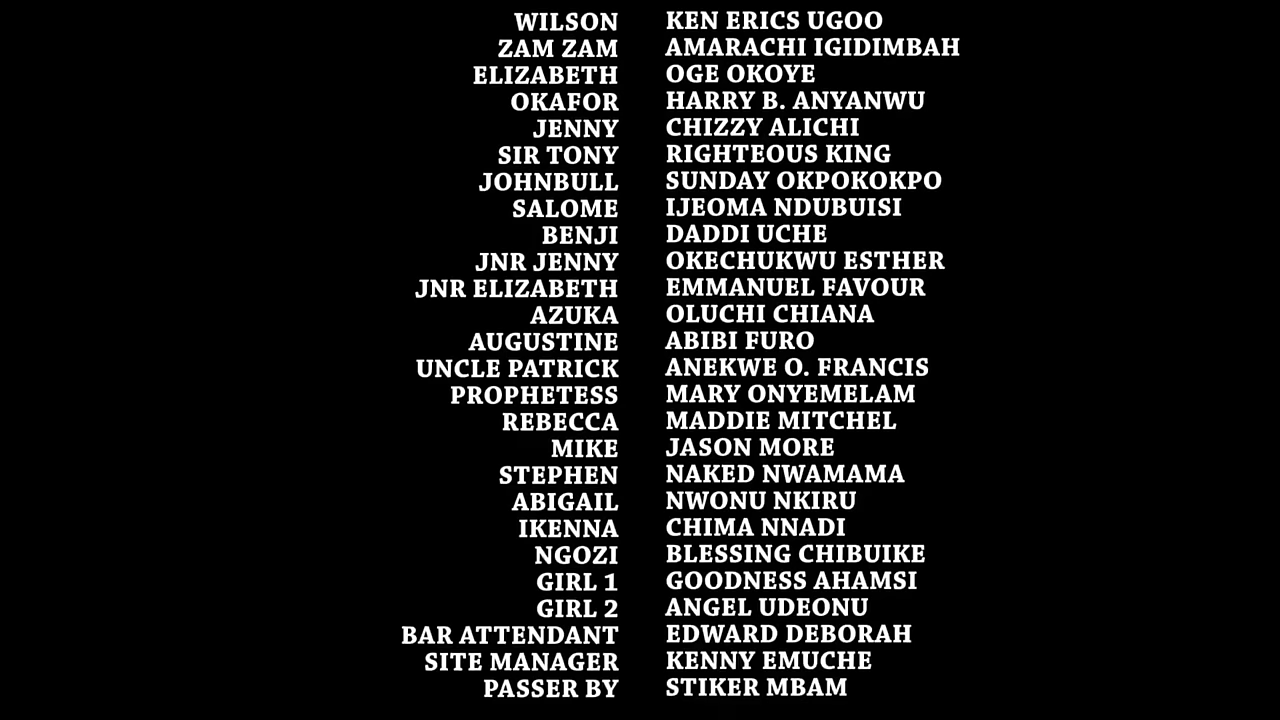 WILSON KEN ERICS UGOO
ZAM ZAM AMARACHI IGIDIMBAH
ELIZABETH OGE OKOYE
OKAFOR HARRY B. ANYANWU
JENNY CHIZZY ALICHI
SIR TONY RIGHTEOUS KING
JOHNBULL SUNDAY OKPOKOKPO
SALOME IJEOMA NDUBUISI
BENJI DADDI UCHE
JNR JENNY OKECHUKWU ESTHER
JNR ELIZABETH EMMANUEL FAVOUR
AZUKA OLUCHI CHIANA
AUGUSTINE ABIBI FURO
UNCLE PATRICK ANEKWE O. FRANCIS
PROPHETESS MARY ONYEMELAM
REBECCA MADDIE MITCHEL
MIKE JASON MORE
STEPHEN NAKED NWAMAMA
ABIGAIL NWONU NKIRU
IKENNA CHIMA NNADI
NGOZI BLESSING CHIBUIKE
GIRL 1 GOODNESS AHAMSI
GIRL 2 ANGEL UDEONU
BAR ATTENDANT EDWARD DEBORAH
SITE MANAGER KENNY EMUCHE
PASSER BY STIKER MBAM